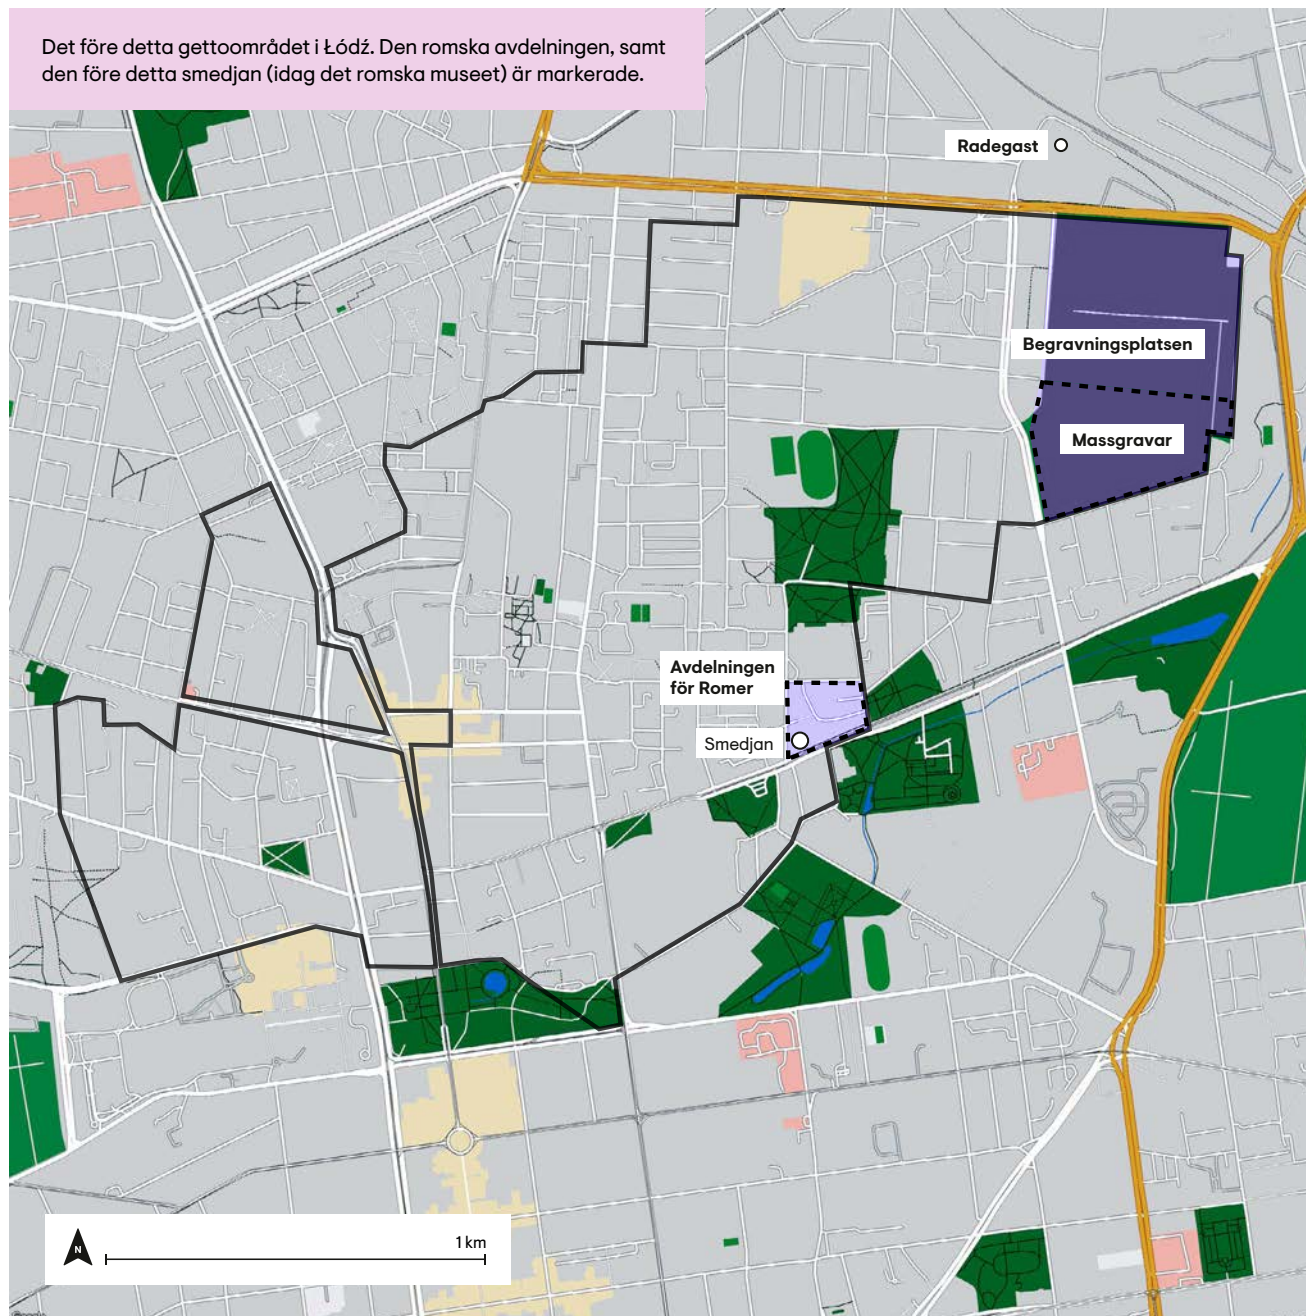 Det före detta gettoområdet i Łódź. Den romska avdelningen, samt
den före detta smedjan (idag det romska museet) är markerade.
Radegast
Begravningsplatsen
Massgravar
Avdelningen
för Romer
Smedjan
N
1 km